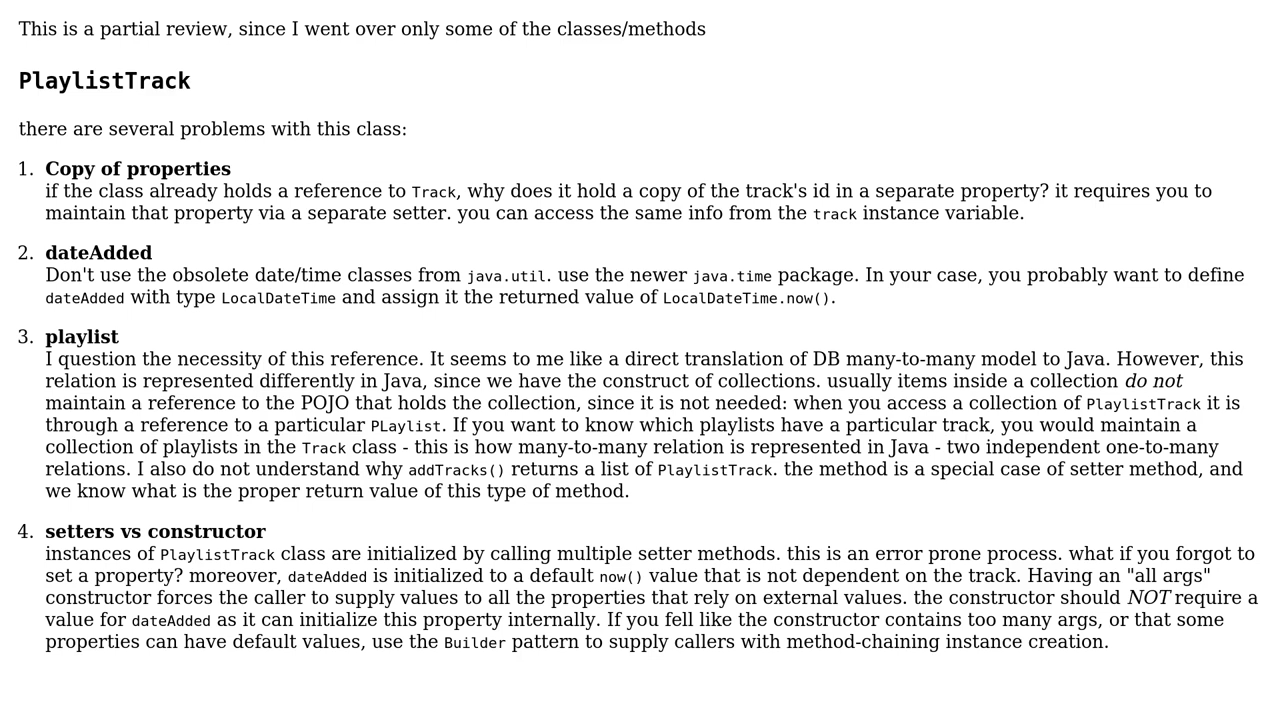 This is a partial review, since I went over only some of the classes/methods
PlaylistTrack
there are several problems with this class:
1. Copy of properties
if the class already holds a reference to Track, why does it hold a copy of the track's id in a separate property? it requires you to
maintain that property via a separate setter. you can access the same info from the track instance variable.
2. dateAdded
Don't use the obsolete date/time classes from java.util. use the newer java.time package. In your case, you probably want to define
dateAdded with type LocalDateTime and assign it the returned value of LocalDateTime.now().
3. playlist
I question the necessity of this reference. It seems to me like a direct translation of DB many-to-many model to Java. However, this
relation is represented differently in Java, since we have the construct of collections. usually items inside a collection do not
maintain a reference to the POJO that holds the collection, since it is not needed: when you access a collection of PlaylistTrack it is
through a reference to a particular PLaylist. If you want to know which playlists have a particular track, you would maintain a
collection of playlists in the Track class - this is how many-to-many relation is represented in Java - two independent one-to-many
relations. I also do not understand why addTracks() returns a list of PlaylistTrack. the method is a special case of setter method, and
we know what is the proper return value of this type of method.
4. setters vs constructor
instances of PlaylistTrack class are initialized by calling multiple setter methods. this is an error prone process. what if you forgot to
set a property? moreover, dateAdded is initialized to a default now() value that is not dependent on the track. Having an "all args"
constructor forces the caller to supply values to all the properties that rely on external values. the constructor should NOT require a
value for dateAdded as it can initialize this property internally. If you fell like the constructor contains too many args, or that some
properties can have default values, use the Builder pattern to supply callers with method-chaining instance creation.